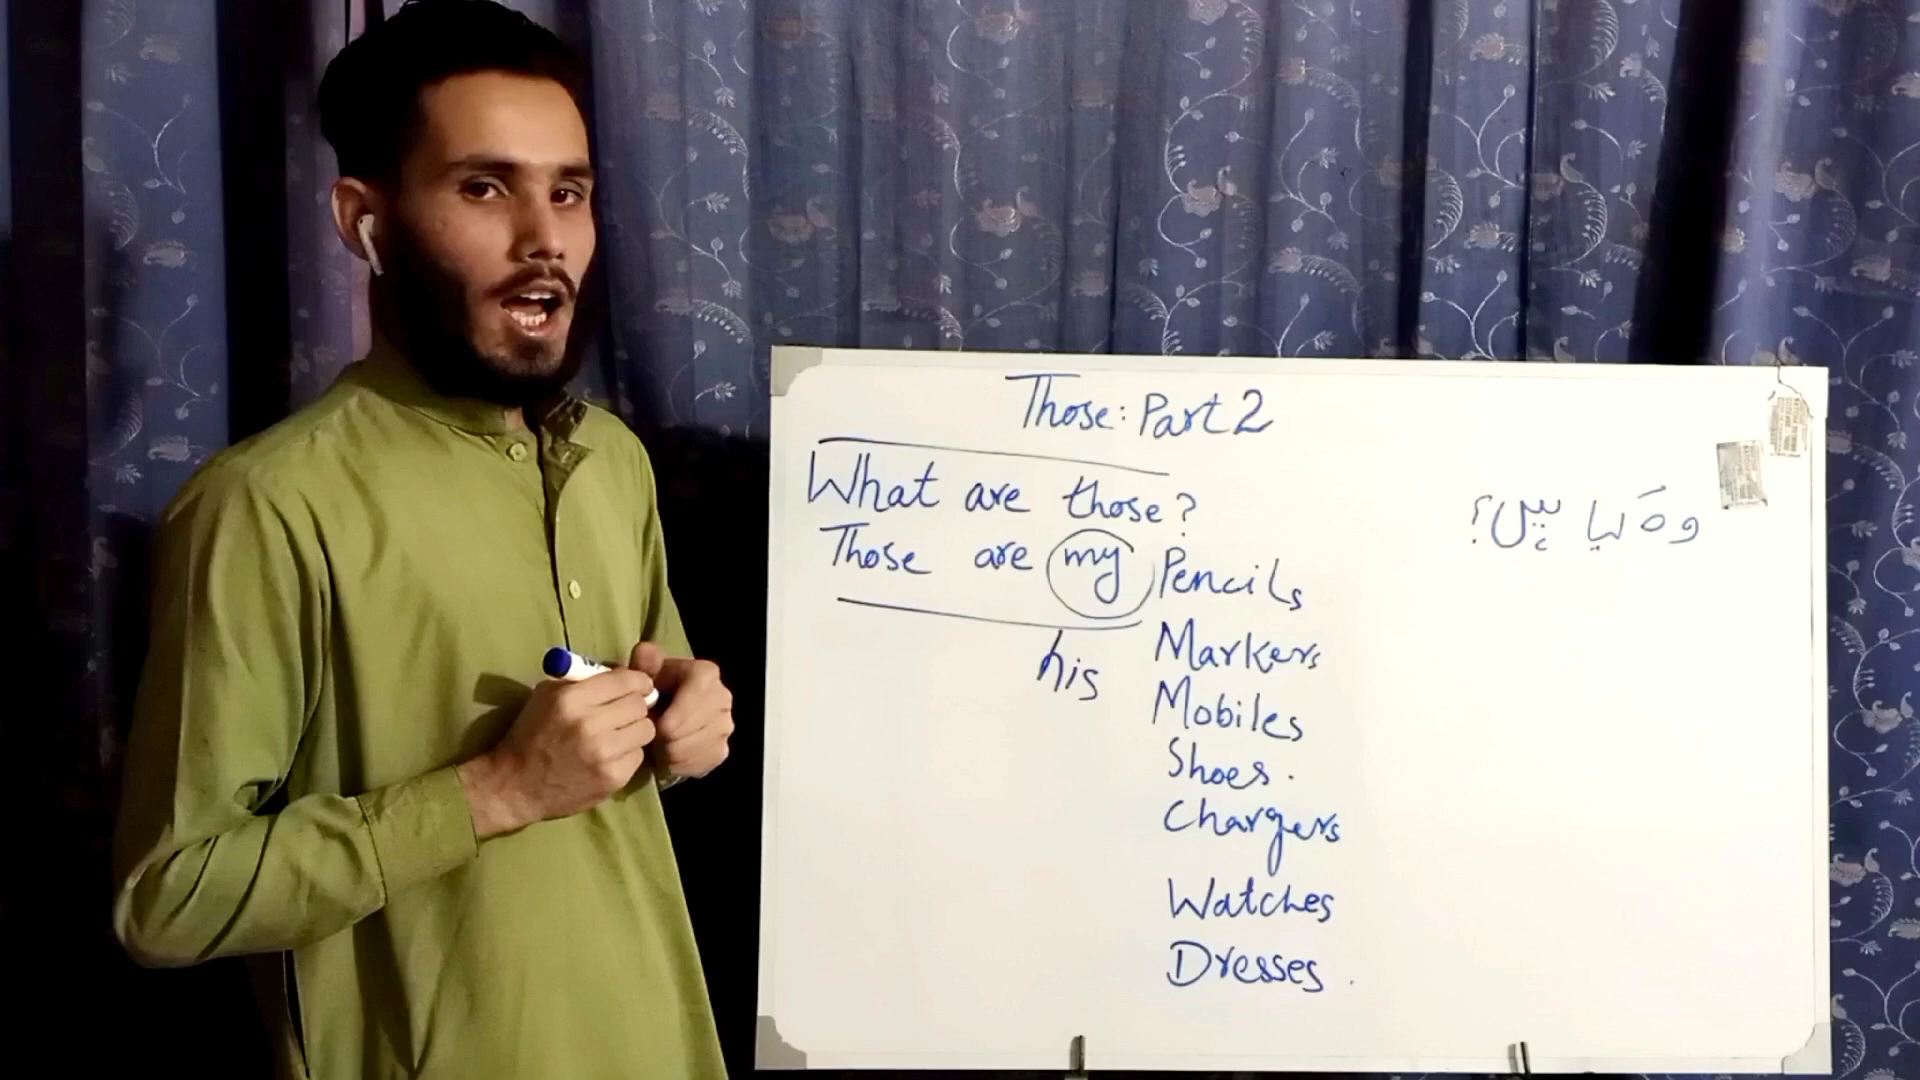 Those: Part 2
What are those?
وہ کیا ہیں؟
Those are my Pencils
his
Markers
Mobiles
Shoes.
Chargers
Watches
Dresses.